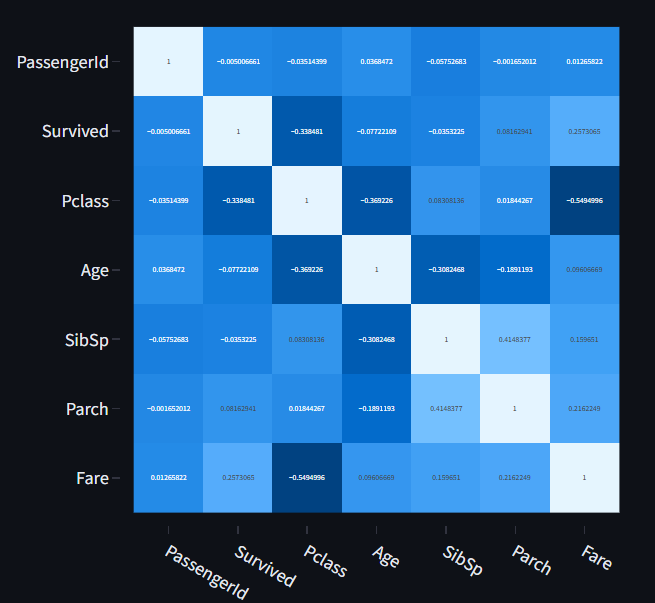 PassengerId 1 −0.005006661 −0.03514399 0.0368472 −0.05752683 −0.001652012 0.01265822
Survived −0.005006661 1 −0.338481 −0.07722109 −0.0353225 0.08162941 0.2573065
Pclass −0.03514399 −0.338481 1 −0.369226 0.08308136 0.01844267 −0.5494996
Age 0.0368472 −0.07722109 −0.369226 1 −0.3082468 −0.1891193 0.09606669
SibSp −0.05752683 −0.0353225 0.08308136 −0.3082468 1 0.4148377 0.159651
Parch −0.001652012 0.08162941 0.01844267 −0.1891193 0.4148377 1 0.2162249
Fare 0.01265822 0.2573065 −0.5494996 0.09606669 0.159651 0.2162249 1
PassengerId Survived Pclass Age SibSp Parch Fare